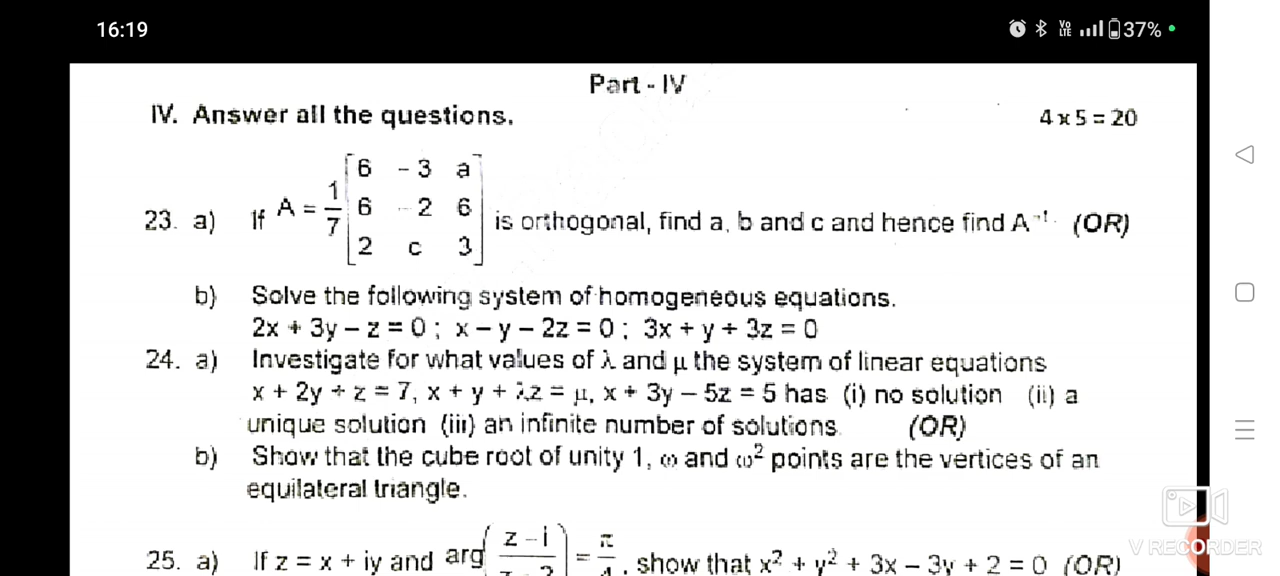 16:19 Vo LTE 37%
Part - IV
IV. Answer all the questions. 4 x 5 = 20
23. a) If A = 1/7 [6 - 3 a; 6 - 2 6; 2 c 3] is orthogonal, find a, b and c and hence find A⁻¹. (OR)
b) Solve the following system of homogeneous equations.
2x + 3y – z = 0 ; x – y – 2z = 0 ; 3x + y + 3z = 0
24. a) Investigate for what values of λ and μ the system of linear equations
x + 2y + z = 7, x + y + λz = μ, x + 3y – 5z = 5 has (i) no solution (ii) a
unique solution (iii) an infinite number of solutions. (OR)
b) Show that the cube root of unity 1, ω and ω² points are the vertices of an
equilateral triangle.
25. a) If z = x + iy and arg( z – i ) = π , show that x² + y² + 3x – 3y + 2 = 0 (OR)
V RECORDER